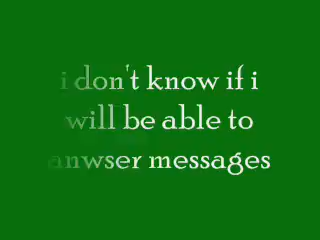 i don't know if i
will be able to
anwser messages